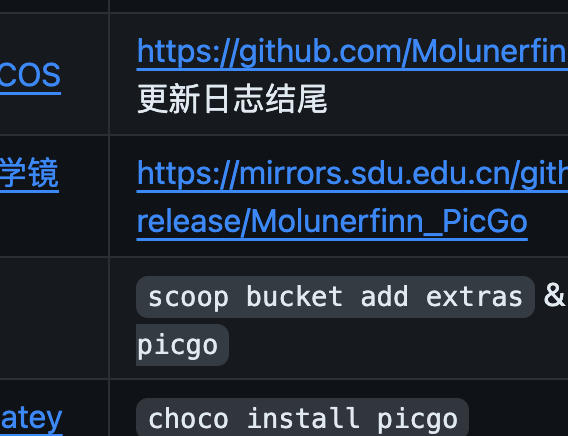 COS
https://github.com/Molunerfin
更新日志结尾
学镜
https://mirrors.sdu.edu.cn/gith
release/Molunerfinn_PicGo
scoop bucket add extras &
picgo
atey
choco install picgo